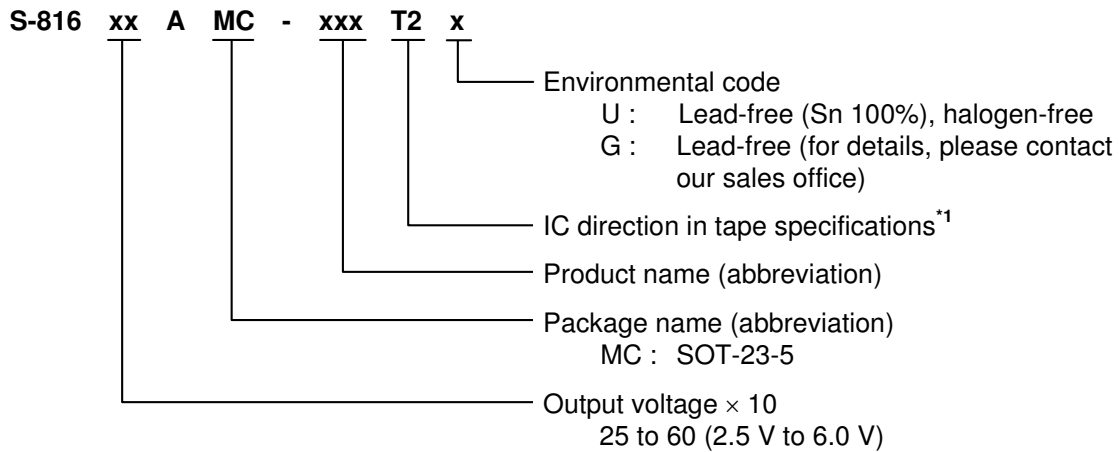 S-816 xx A MC - xxx T2 x
Environmental code
U : Lead-free (Sn 100%), halogen-free
G : Lead-free (for details, please contact
our sales office)
IC direction in tape specifications*1
Product name (abbreviation)
Package name (abbreviation)
MC : SOT-23-5
Output voltage × 10
25 to 60 (2.5 V to 6.0 V)